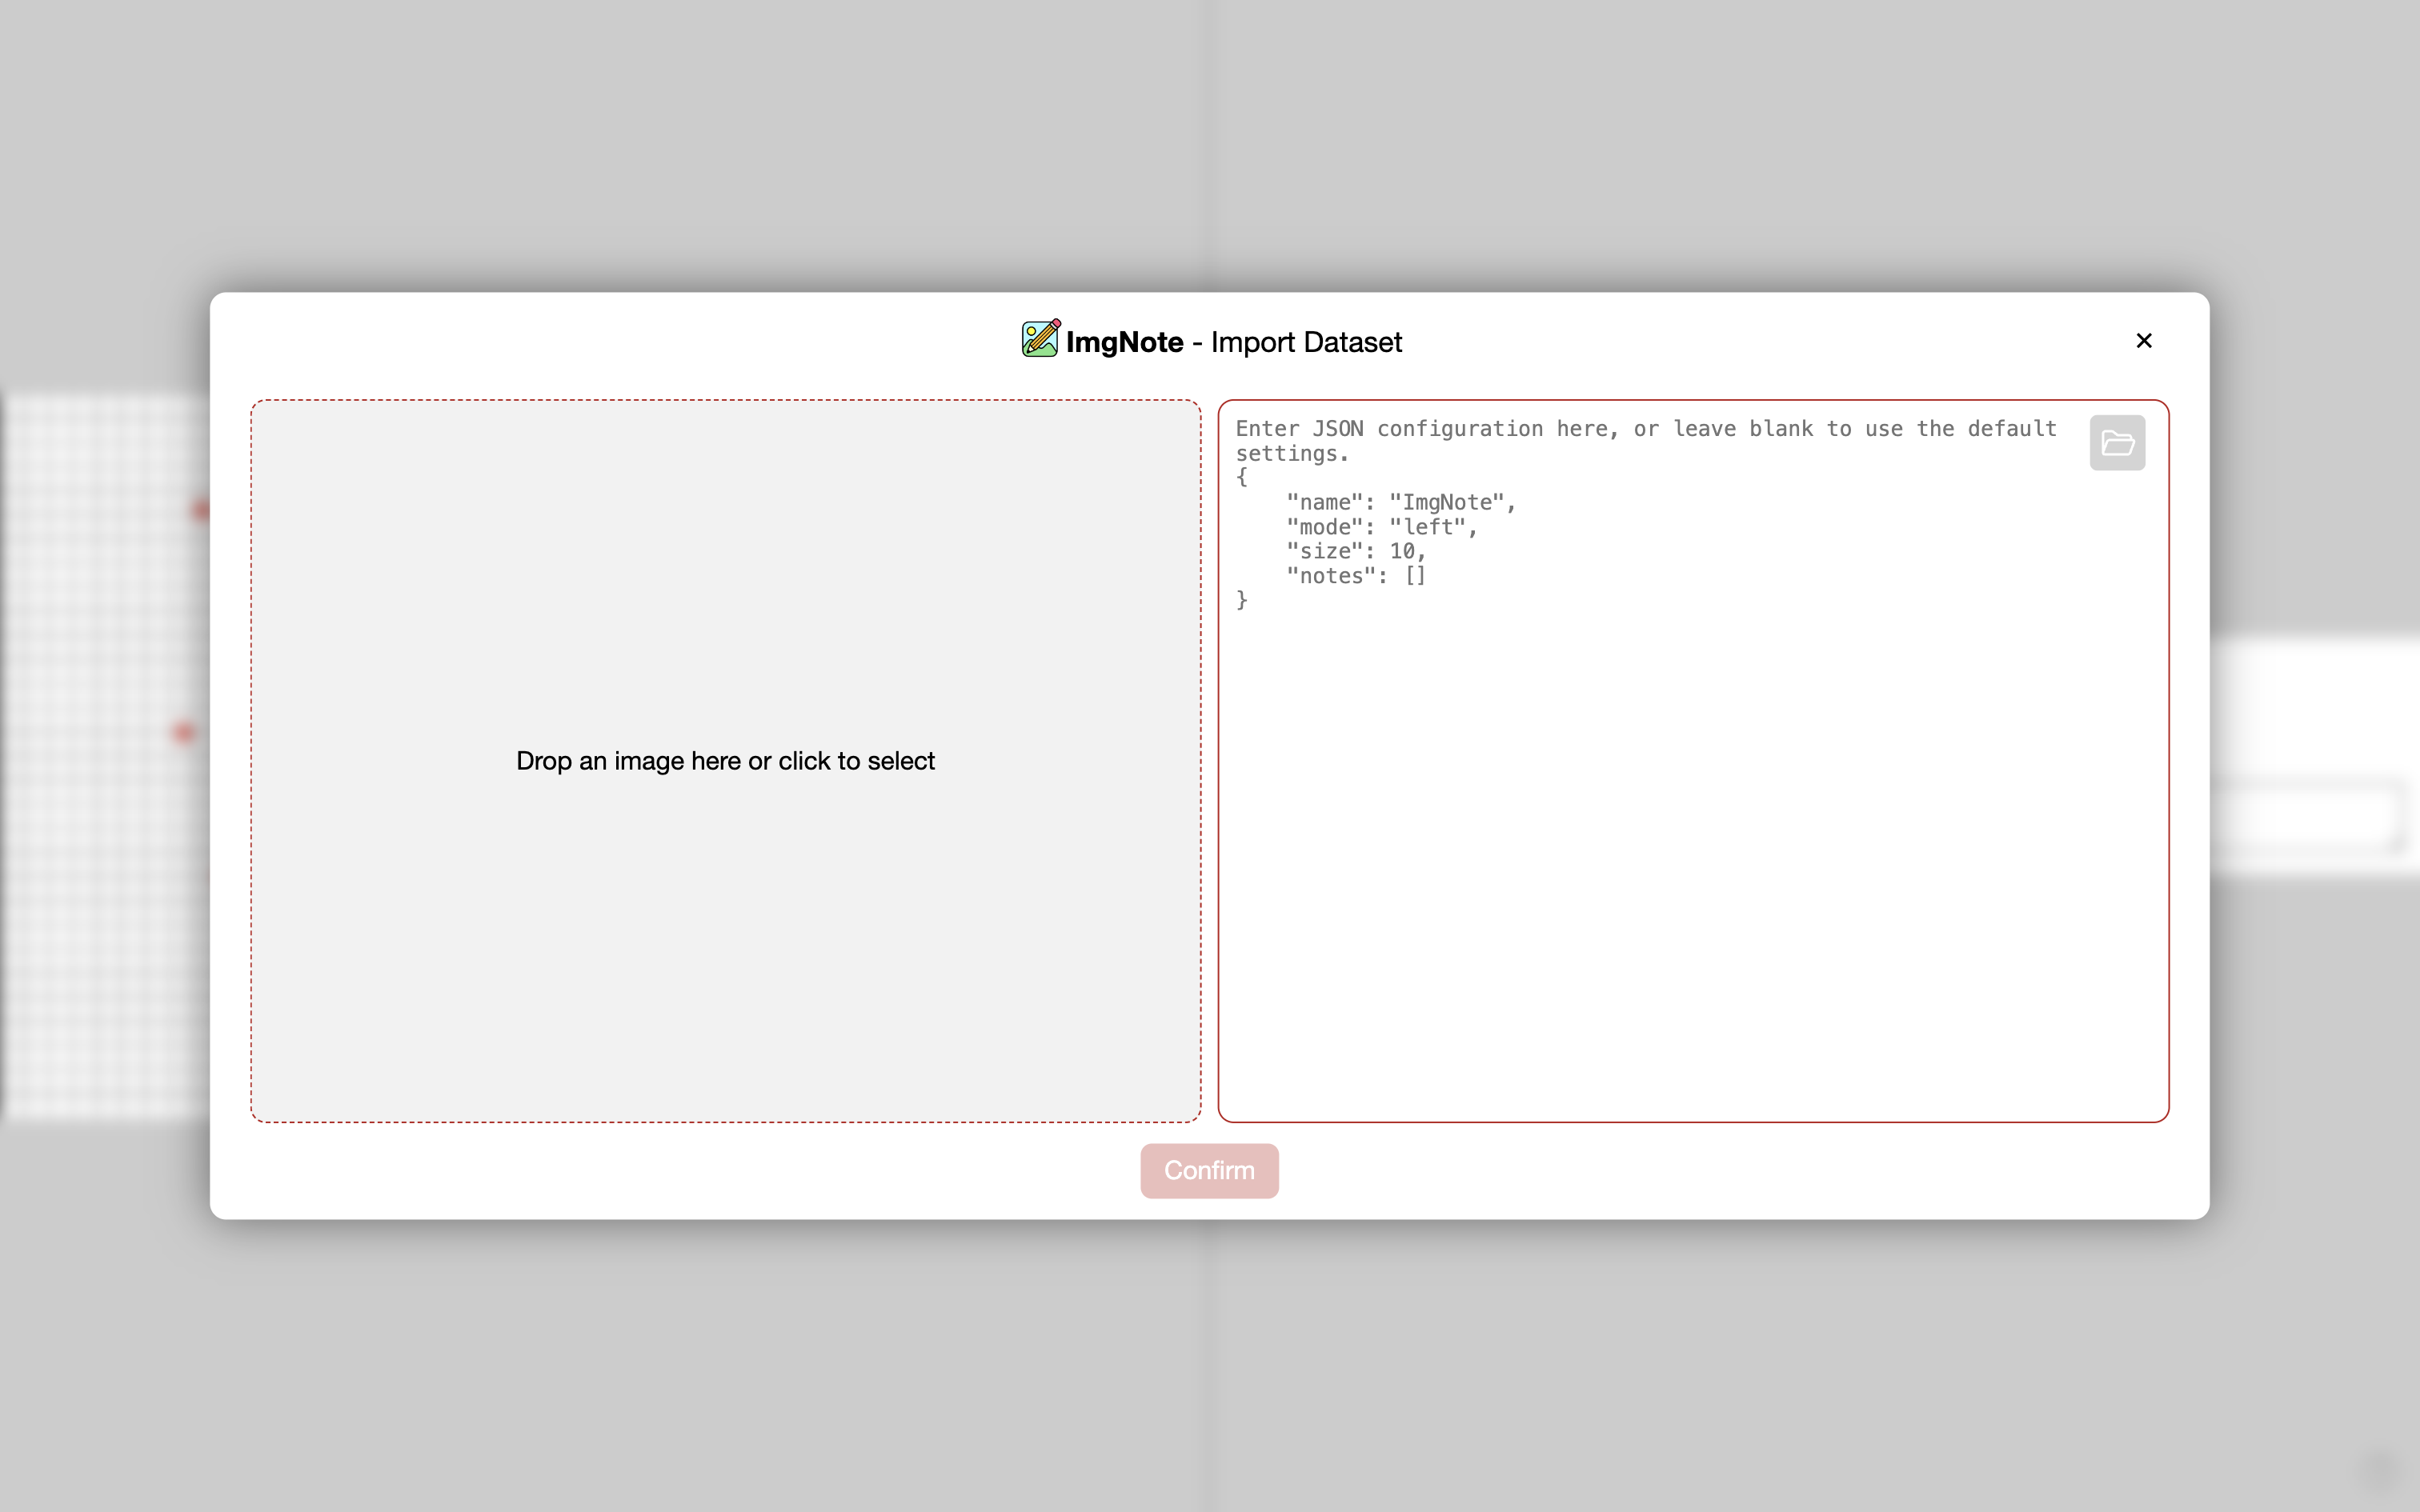 ImgNote - Import Dataset
Drop an image here or click to select
Enter JSON configuration here, or leave blank to use the default
settings.
{
    "name": "ImgNote",
    "mode": "left",
    "size": 10,
    "notes": []
}
Confirm